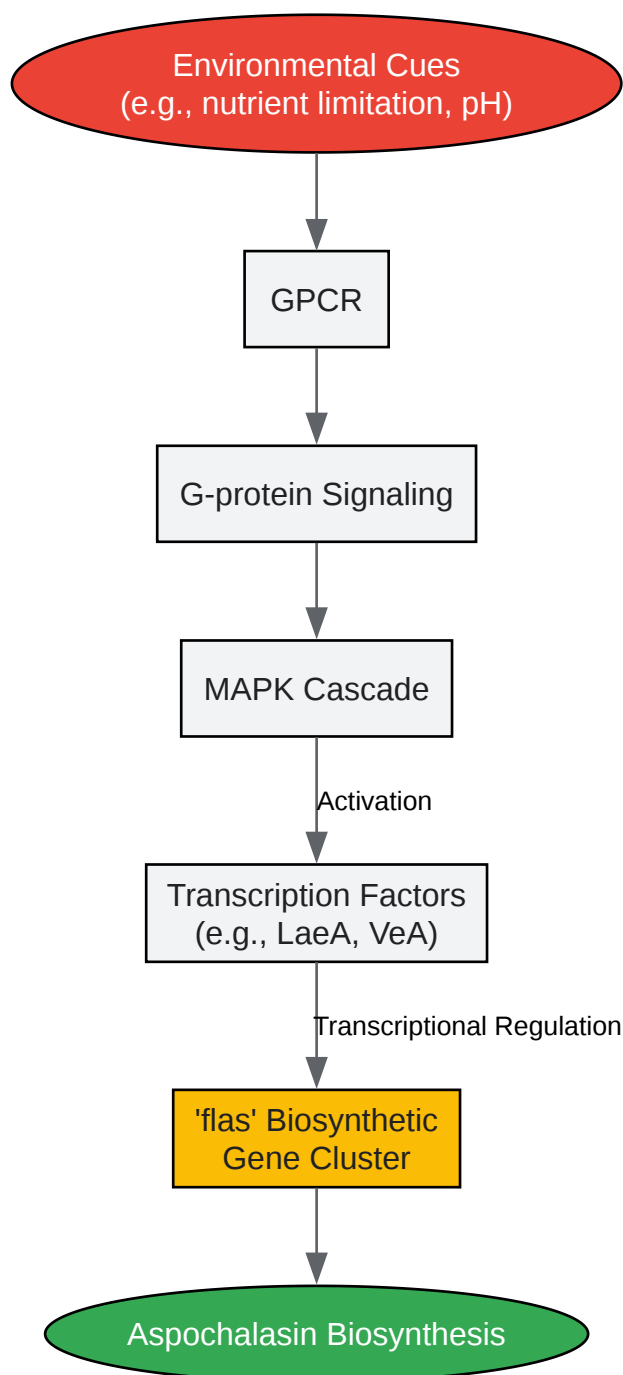 Environmental Cues
(e.g., nutrient limitation, pH)
GPCR
G-protein Signaling
MAPK Cascade
Activation
Transcription Factors
(e.g., LaeA, VeA)
Transcriptional Regulation
'flas' Biosynthetic
Gene Cluster
Aspochalasin Biosynthesis